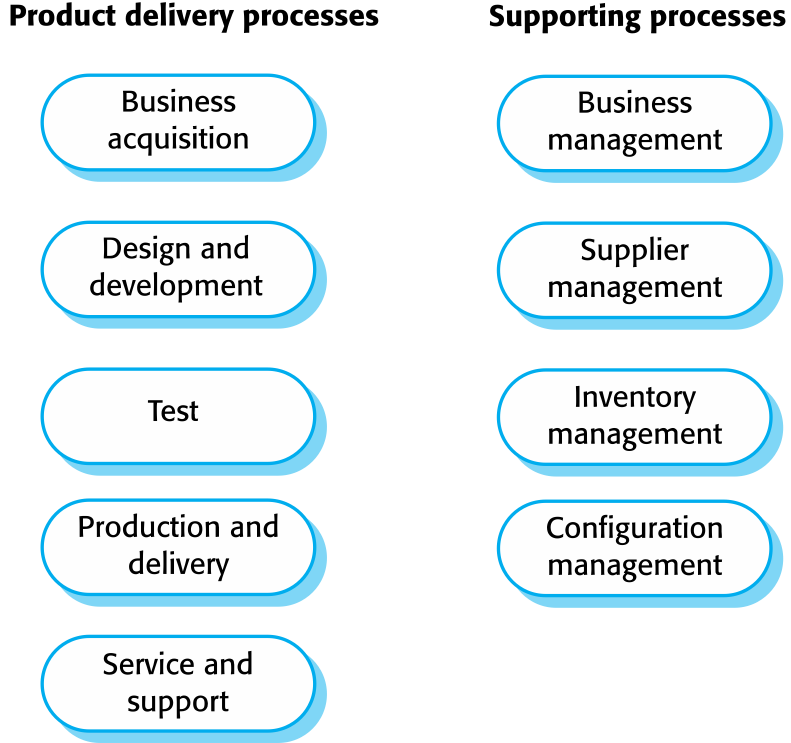 Product delivery processes
Business
acquisition
Design and
development
Test
Production and
delivery
Service and
support
Supporting processes
Business
management
Supplier
management
Inventory
management
Configuration
management